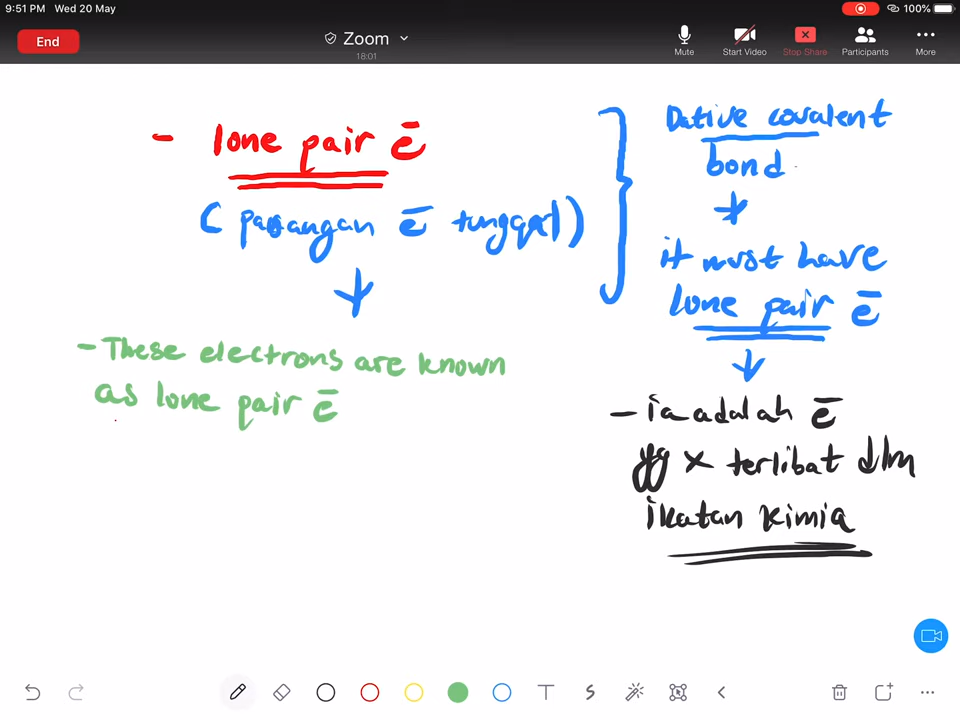 9:51 PM Wed 20 May
100%
End
Zoom
18:01
Mute
Start Video
Stop Share
Participants
More
- lone pair ē
(pasangan ē tunggal)
- These electrons are known
as lone pair ē
Dative covalent
bond
it must have
lone pair ē
- ia adalah ē
yg x terlibat dlm
ikatan kimia
T